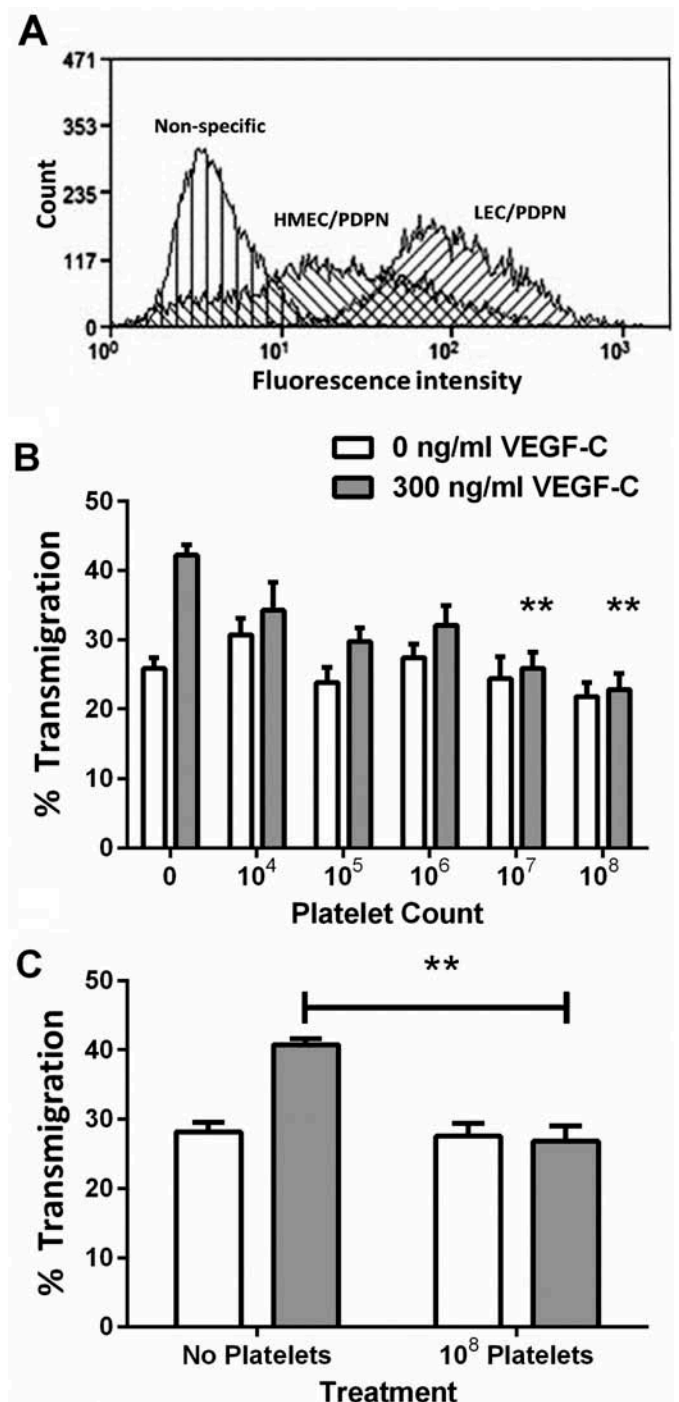 A
471
353
235
117
0
Count
Non-specific
HMEC/PDPN
LEC/PDPN
10⁰ 10¹ 10² 10³
Fluorescence intensity
B
0 ng/ml VEGF-C
300 ng/ml VEGF-C
50
40
30
20
10
0
% Transmigration
** **
0 10⁴ 10⁵ 10⁶ 10⁷ 10⁸
Platelet Count
C
50
40
30
20
10
0
% Transmigration
**
No Platelets 10⁸ Platelets
Treatment